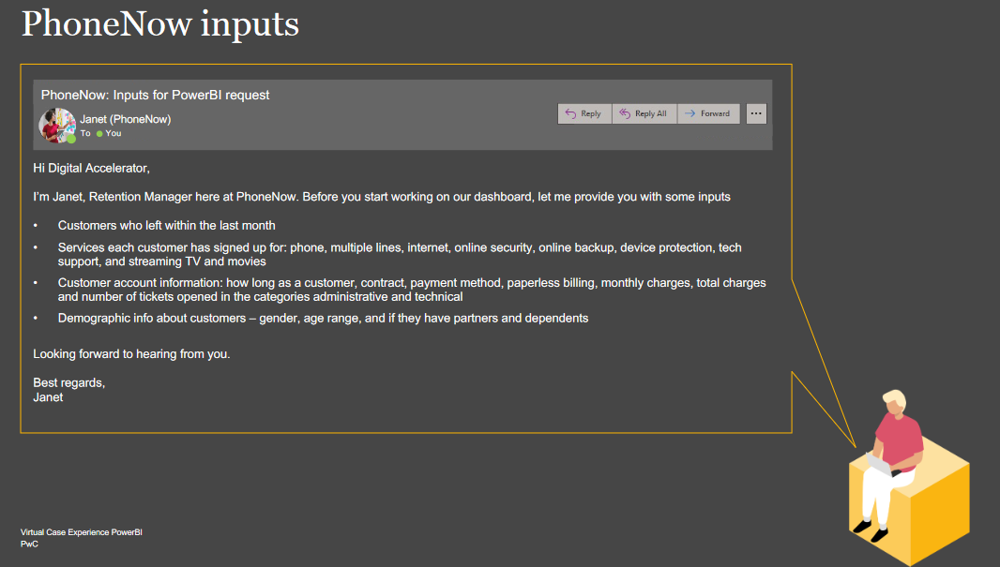 PhoneNow inputs
PhoneNow: Inputs for PowerBI request
Janet (PhoneNow)
To You
Reply
Reply All
Forward
...
Hi Digital Accelerator,
I'm Janet, Retention Manager here at PhoneNow. Before you start working on our dashboard, let me provide you with some inputs
• Customers who left within the last month
• Services each customer has signed up for: phone, multiple lines, internet, online security, online backup, device protection, tech
support, and streaming TV and movies
• Customer account information: how long as a customer, contract, payment method, paperless billing, monthly charges, total charges
and number of tickets opened in the categories administrative and technical
• Demographic info about customers – gender, age range, and if they have partners and dependents
Looking forward to hearing from you.
Best regards,
Janet
Virtual Case Experience PowerBI
PwC